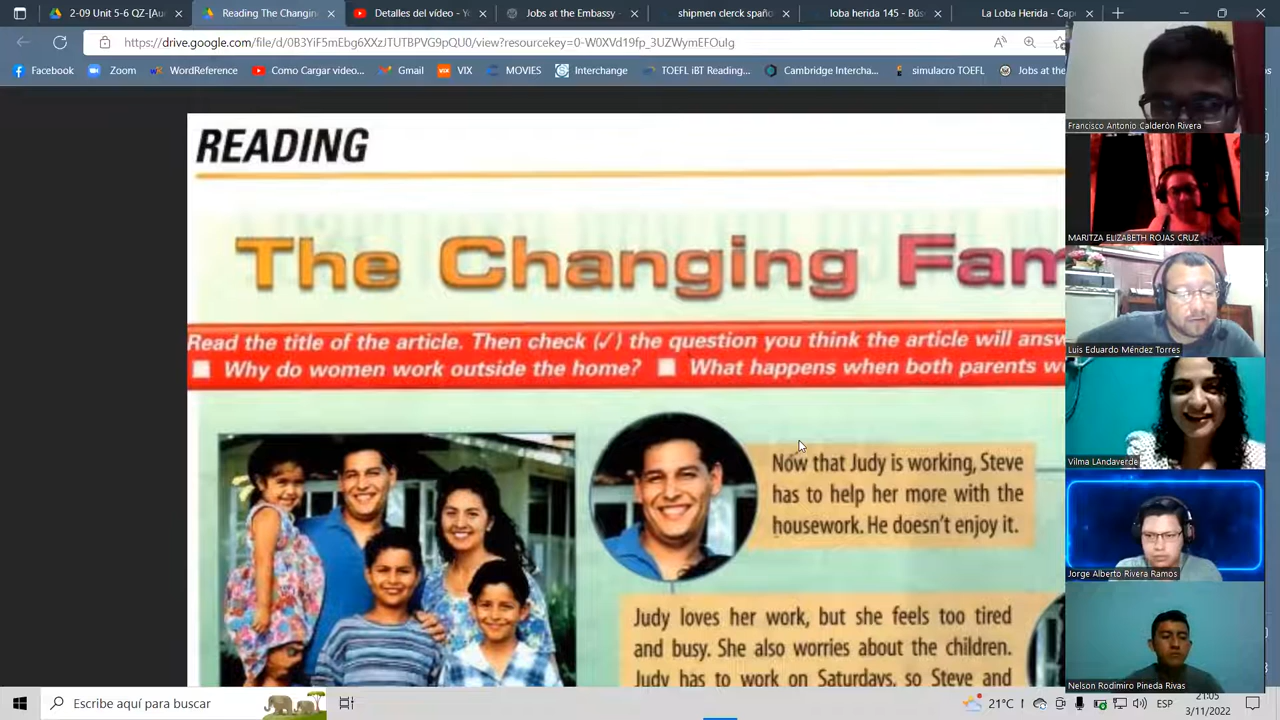 2-09 Unit 5-6 QZ-[Au
Reading The Changin
Detalles del vídeo - Yo
Jobs at the Embassy -
shipmen clerck españo
loba herida 145 - Bús
La Loba Herida - Cap
https://drive.google.com/file/d/0B3YiF5mEbg6XXzJTUTBPVG9pQU0/view?resourcekey=0-W0XVd19fp_3UZWymEFOuIg
Facebook
Zoom
WordReference
Como Cargar video...
Gmail
VIX
MOVIES
Interchange
TOEFL iBT Reading...
Cambridge Intercha...
simulacro TOEFL
Jobs at the
READING
The Changing Fam
Read the title of the article. Then check (✓) the question you think the article will answ
Why do women work outside the home?
What happens when both parents wo
Now that Judy is working, Steve
has to help her more with the
housework. He doesn't enjoy it.
Judy loves her work, but she feels too tired
and busy. She also worries about the children.
Judy has to work on Saturdays, so Steve and
Francisco Antonio Calderón Rivera
MARITZA ELIZABETH ROJAS CRUZ
Luis Eduardo Méndez Torres
Vilma LAndaverde
Jorge Alberto Rivera Ramos
Nelson Rodimiro Pineda Rivas
Escribe aquí para buscar
21°C
ESP
21:05
3/11/2022